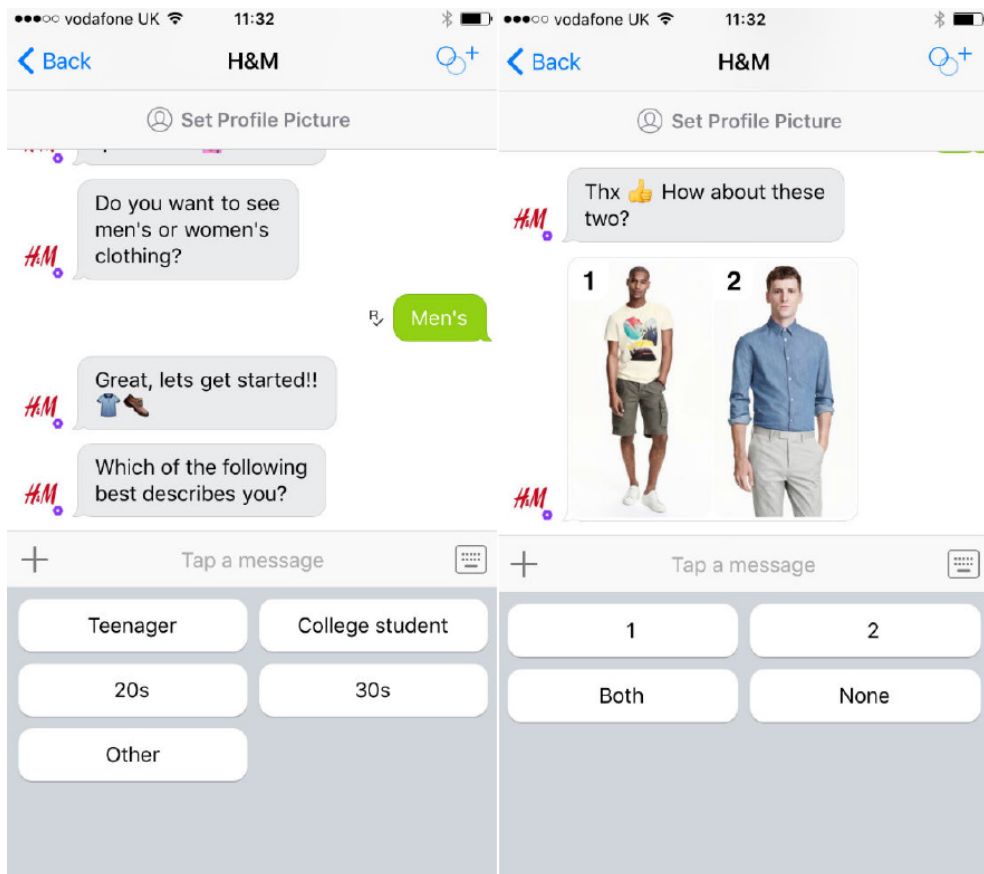 vodafone UK 11:32
Back H&M
Set Profile Picture
Do you want to see
men's or women's
clothing?
H&M
R Men's
Great, lets get started!!
H&M
Which of the following
best describes you?
H&M
Tap a message
Teenager College student
20s 30s
Other
vodafone UK 11:32
Back H&M
Set Profile Picture
Thx 👍 How about these
two?
H&M
1 2
H&M
Tap a message
1 2
Both None